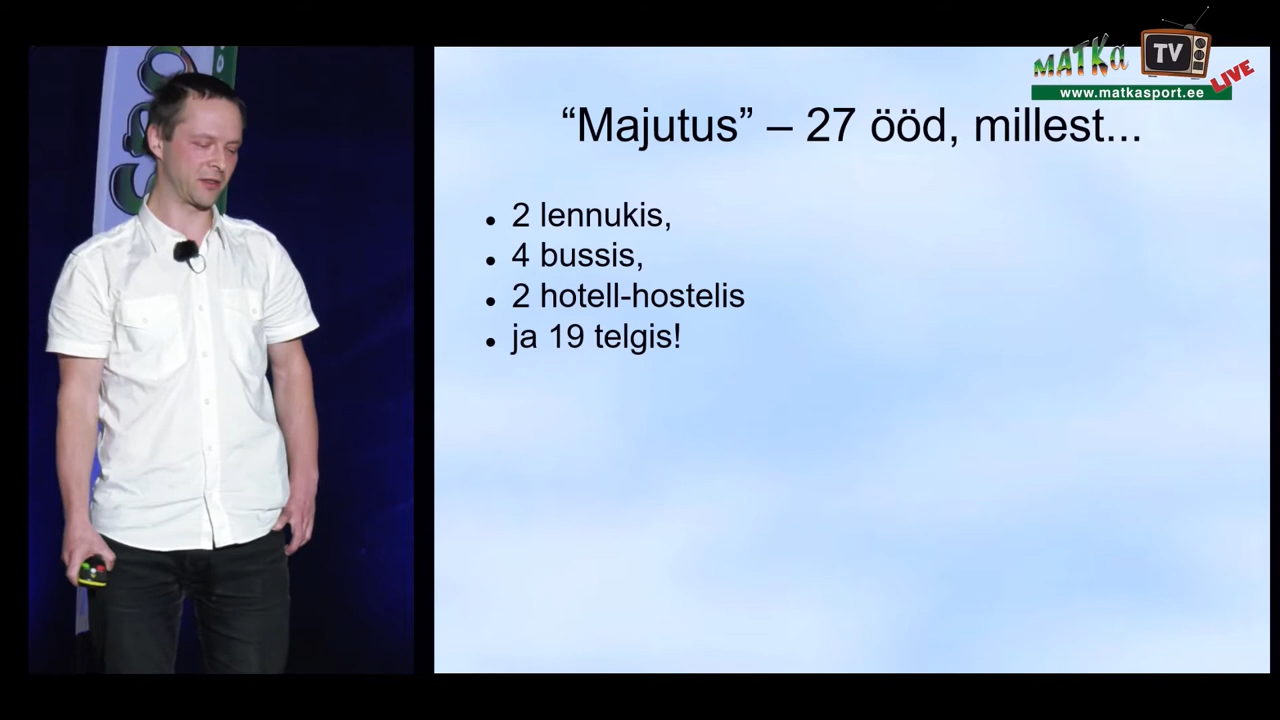 MATKa
TV
LIVE
www.matkasport.ee
“Majutus” – 27 ööd, millest...
2 lennukis,
4 bussis,
2 hotell-hostelis
ja 19 telgis!